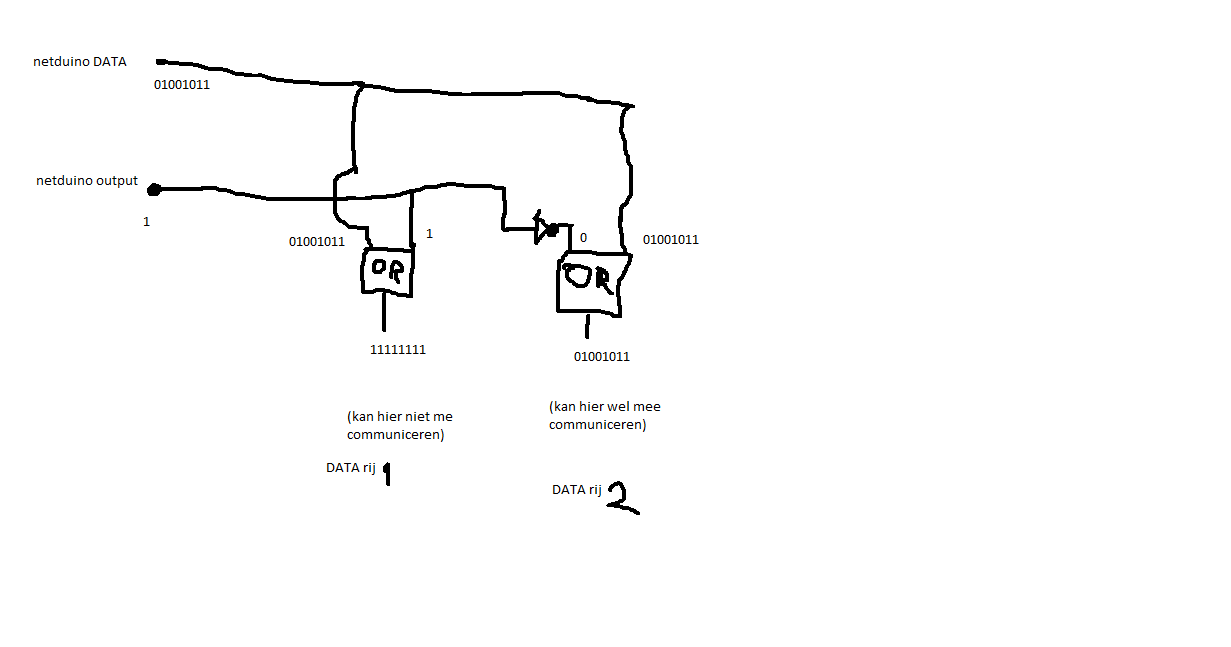 netduino DATA
01001011
netduino output
1
01001011
1
0
01001011
OR
OR
11111111
01001011
(kan hier niet me
communiceren)
(kan hier wel mee
communiceren)
DATA rij 1
DATA rij 2